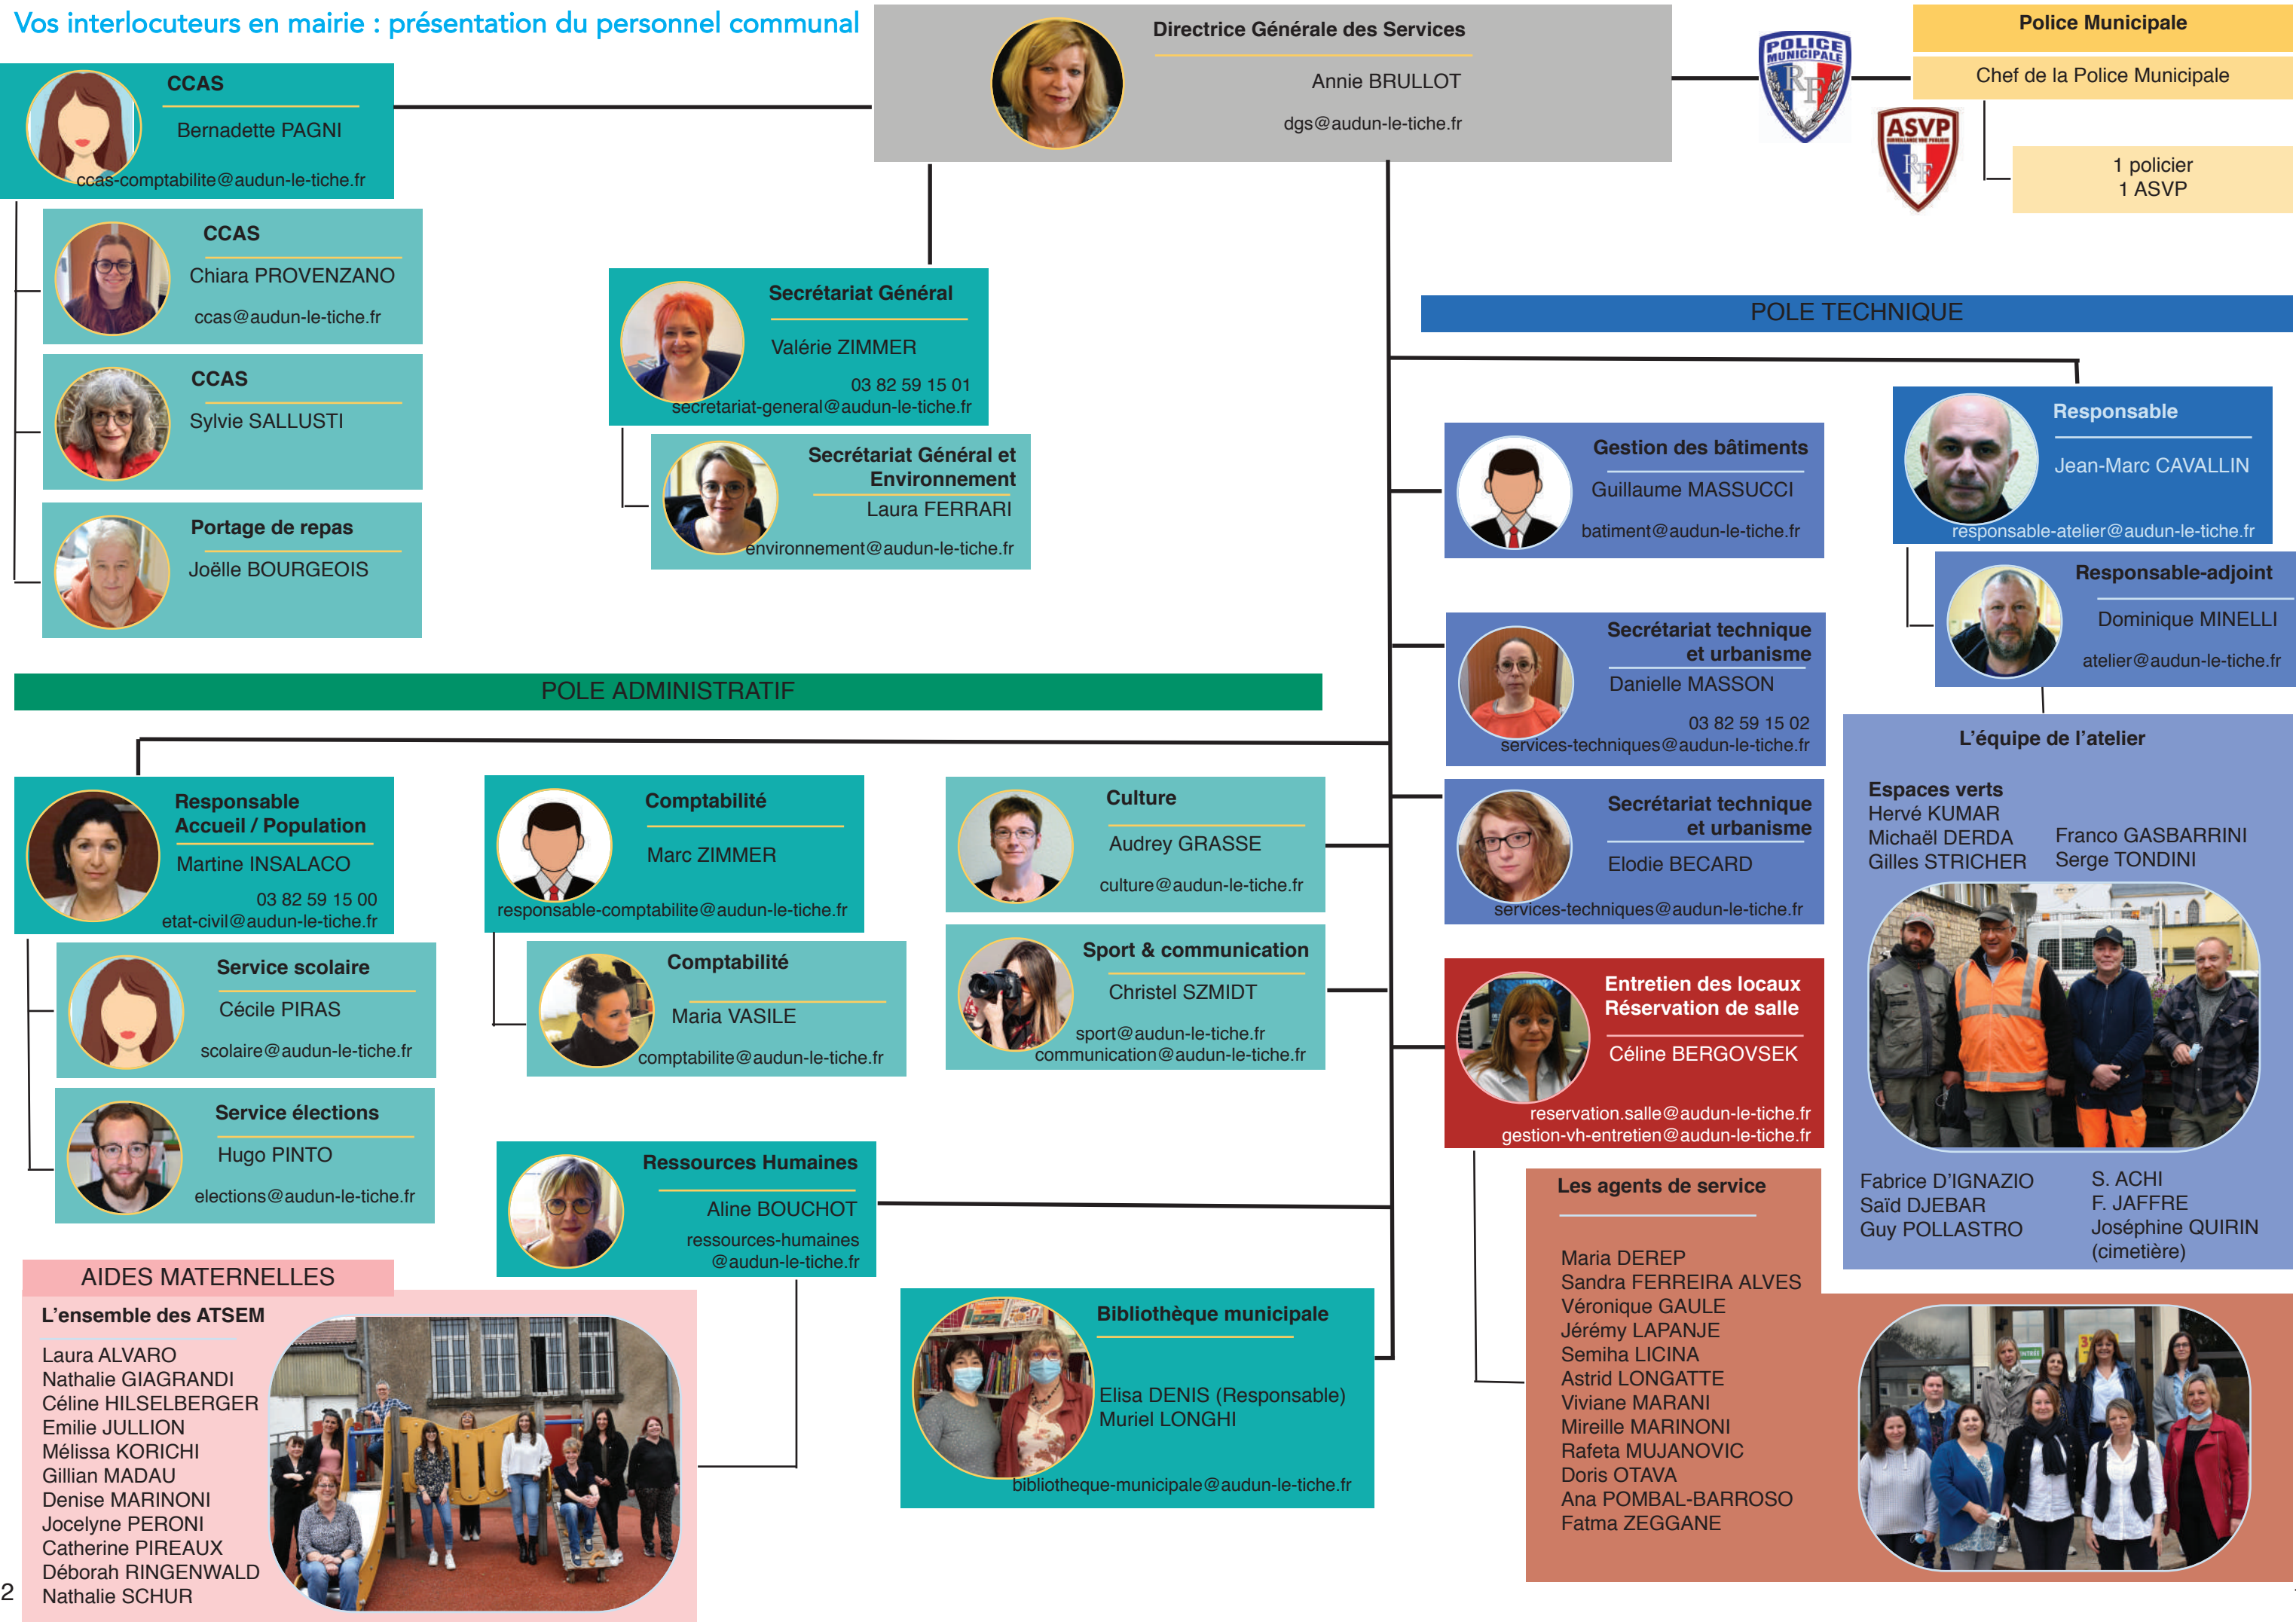 Vos interlocuteurs en mairie : présentation du personnel communal
Directrice Générale des Services
Annie BRULLOT
dgs@audun-le-tiche.fr
POLICE
MUNICIPALE
RF
Police Municipale
Chef de la Police Municipale
ASVP
SURVEILLANCE VOIE PUBLIQUE
RF
1 policier
1 ASVP
CCAS
Bernadette PAGNI
ccas-comptabilite@audun-le-tiche.fr
CCAS
Chiara PROVENZANO
ccas@audun-le-tiche.fr
CCAS
Sylvie SALLUSTI
Portage de repas
Joëlle BOURGEOIS
Secrétariat Général
Valérie ZIMMER
03 82 59 15 01
secretariat-general@audun-le-tiche.fr
Secrétariat Général et
Environnement
Laura FERRARI
environnement@audun-le-tiche.fr
POLE TECHNIQUE
Gestion des bâtiments
Guillaume MASSUCCI
batiment@audun-le-tiche.fr
Responsable
Jean-Marc CAVALLIN
responsable-atelier@audun-le-tiche.fr
Responsable-adjoint
Dominique MINELLI
atelier@audun-le-tiche.fr
Secrétariat technique
et urbanisme
Danielle MASSON
03 82 59 15 02
services-techniques@audun-le-tiche.fr
Secrétariat technique
et urbanisme
Elodie BECARD
services-techniques@audun-le-tiche.fr
L'équipe de l'atelier
Espaces verts
Hervé KUMAR
Michaël DERDA
Gilles STRICHER
Franco GASBARRINI
Serge TONDINI
Fabrice D'IGNAZIO
Saïd DJEBAR
Guy POLLASTRO
S. ACHI
F. JAFFRE
Joséphine QUIRIN
(cimetière)
POLE ADMINISTRATIF
Responsable
Accueil / Population
Martine INSALACO
03 82 59 15 00
etat-civil@audun-le-tiche.fr
Service scolaire
Cécile PIRAS
scolaire@audun-le-tiche.fr
Service élections
Hugo PINTO
elections@audun-le-tiche.fr
Comptabilité
Marc ZIMMER
responsable-comptabilite@audun-le-tiche.fr
Comptabilité
Maria VASILE
comptabilite@audun-le-tiche.fr
Culture
Audrey GRASSE
culture@audun-le-tiche.fr
Sport & communication
Christel SZMIDT
sport@audun-le-tiche.fr
communication@audun-le-tiche.fr
Ressources Humaines
Aline BOUCHOT
ressources-humaines
@audun-le-tiche.fr
Bibliothèque municipale
Elisa DENIS (Responsable)
Muriel LONGHI
bibliotheque-municipale@audun-le-tiche.fr
Entretien des locaux
Réservation de salle
Céline BERGOVSEK
reservation.salle@audun-le-tiche.fr
gestion-vh-entretien@audun-le-tiche.fr
Les agents de service
Maria DEREP
Sandra FERREIRA ALVES
Véronique GAULE
Jérémy LAPANJE
Semiha LICINA
Astrid LONGATTE
Viviane MARANI
Mireille MARINONI
Rafeta MUJANOVIC
Doris OTAVA
Ana POMBAL-BARROSO
Fatma ZEGGANE
AIDES MATERNELLES
L'ensemble des ATSEM
Laura ALVARO
Nathalie GIAGRANDI
Céline HILSELBERGER
Emilie JULLION
Mélissa KORICHI
Gillian MADAU
Denise MARINONI
Jocelyne PERONI
Catherine PIREAUX
Déborah RINGENWALD
Nathalie SCHUR
2